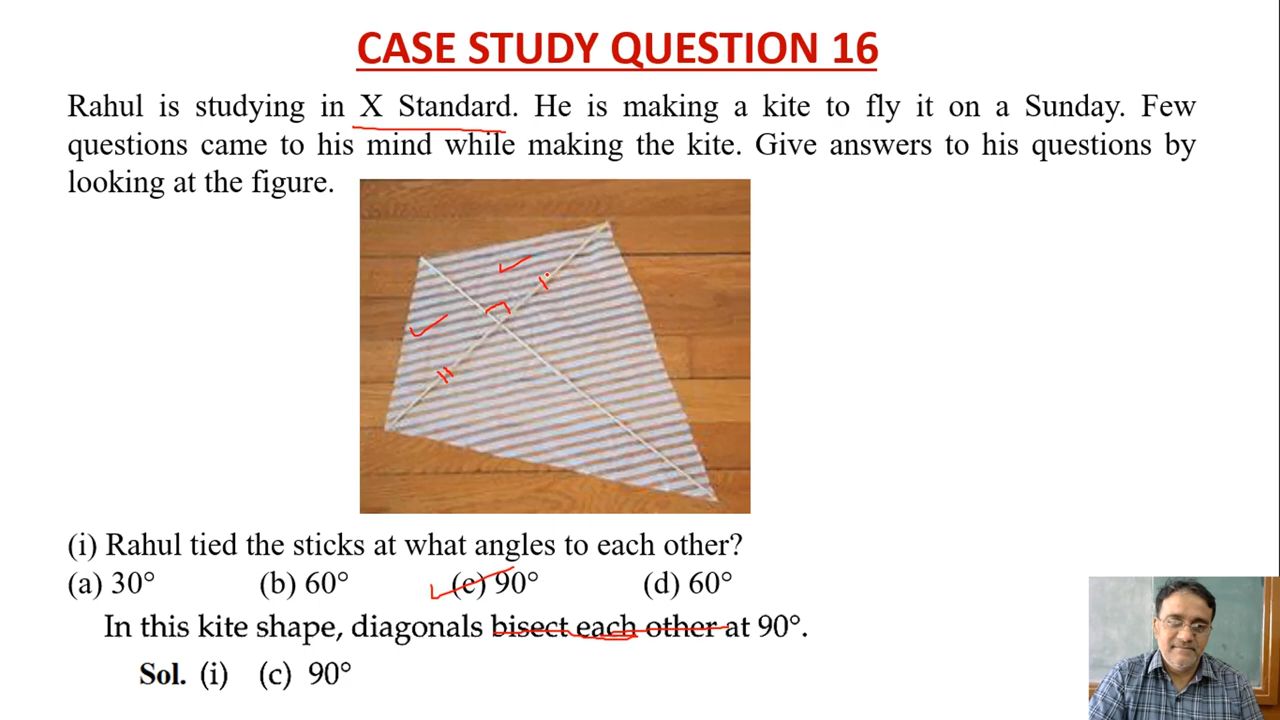 CASE STUDY QUESTION 16
Rahul is studying in X Standard. He is making a kite to fly it on a Sunday. Few
questions came to his mind while making the kite. Give answers to his questions by
looking at the figure.
(i) Rahul tied the sticks at what angles to each other?
(a) 30° (b) 60° (c) 90° (d) 60°
In this kite shape, diagonals bisect each other at 90°.
Sol. (i) (c) 90°